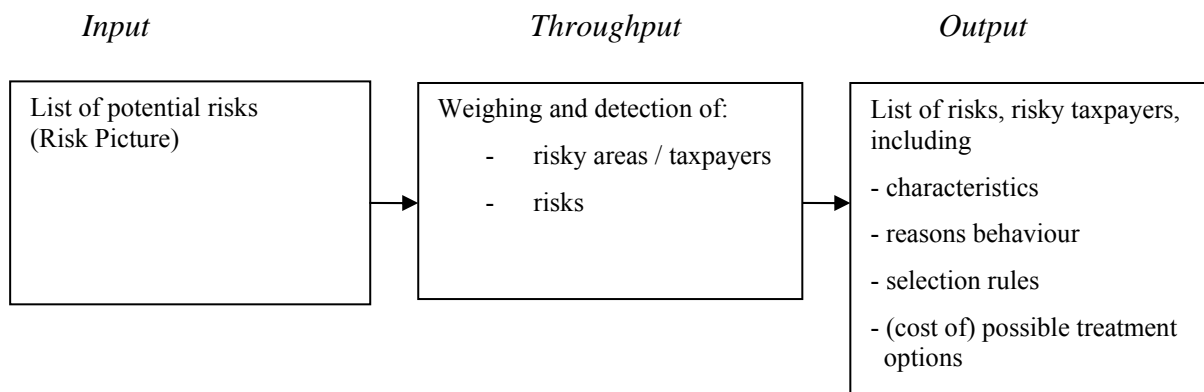 Input
Throughput
Output
List of potential risks
(Risk Picture)
Weighing and detection of:
- risky areas / taxpayers
- risks
List of risks, risky taxpayers,
including
- characteristics
- reasons behaviour
- selection rules
- (cost of) possible treatment
options